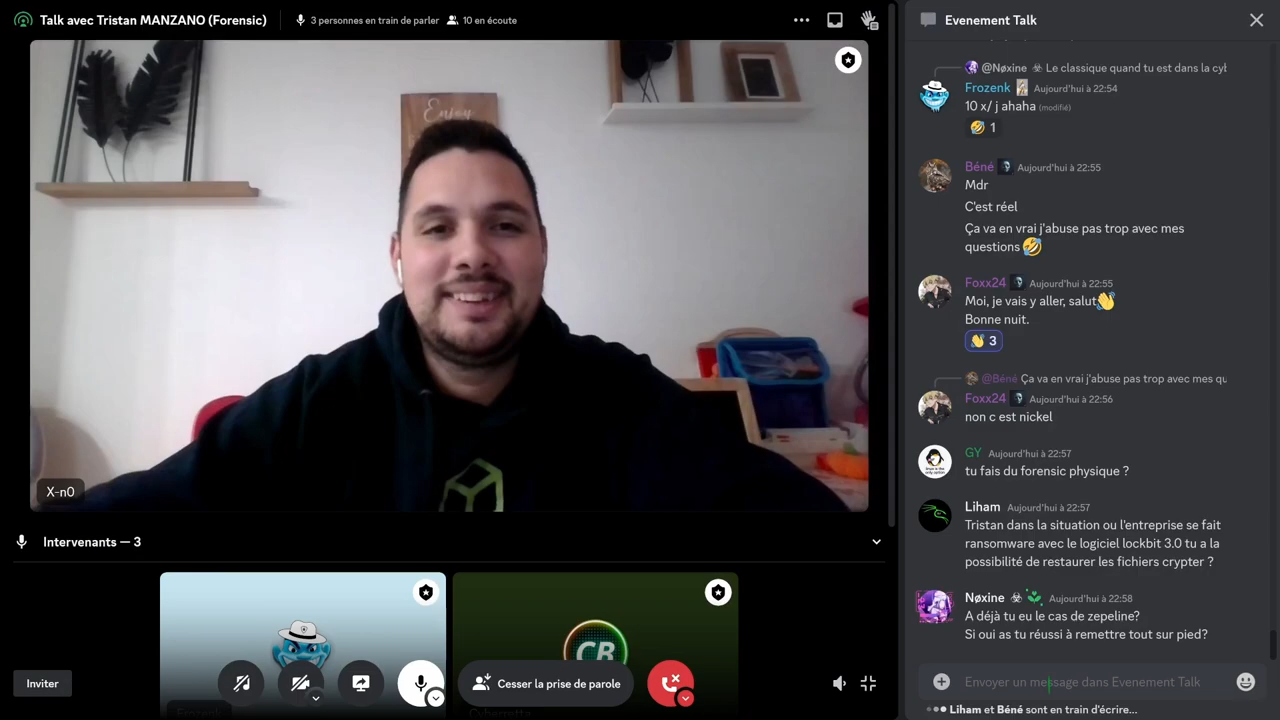 Talk avec Tristan MANZANO (Forensic)
3 personnes en train de parler
10 en écoute
Enjoy
X-n0
Intervenants — 3
CB
Inviter
Cesser la prise de parole
Evenement Talk
@Nøxine Le classique quand tu est dans la cyb
Frozenk Aujourd'hui à 22:54
10 x/ j ahaha (modifié)
🤣 1
Béné Aujourd'hui à 22:55
Mdr
C'est réel
Ça va en vrai j'abuse pas trop avec mes
questions 🤣
Foxx24 Aujourd'hui à 22:55
Moi, je vais y aller, salut👋
Bonne nuit.
👋 3
@Béné Ça va en vrai j'abuse pas trop avec mes qu
Foxx24 Aujourd'hui à 22:56
non c est nickel
GY Aujourd'hui à 22:57
tu fais du forensic physique ?
Liham Aujourd'hui à 22:57
Tristan dans la situation ou l'entreprise se fait
ransomware avec le logiciel lockbit 3.0 tu a la
possibilité de restaurer les fichiers crypter ?
Nøxine Aujourd'hui à 22:58
A déjà tu eu le cas de zepeline?
Si oui as tu réussi à remettre tout sur pied?
Envoyer un message dans Evenement Talk
Liham et Béné sont en train d'écrire...